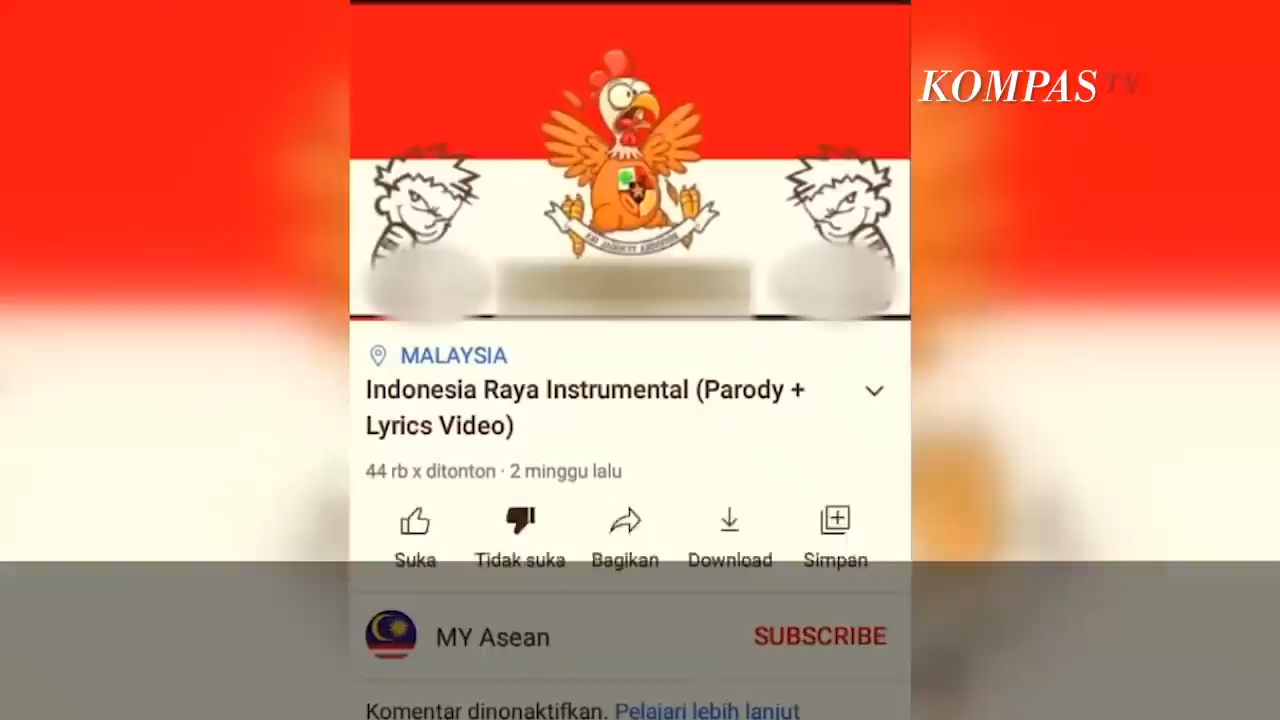 KOMPAS TV
MALAYSIA
Indonesia Raya Instrumental (Parody +
Lyrics Video)
44 rb x ditonton · 2 minggu lalu
Suka
Tidak suka
Bagikan
Download
Simpan
MY Asean
SUBSCRIBE
Komentar dinonaktifkan. Pelajari lebih lanjut